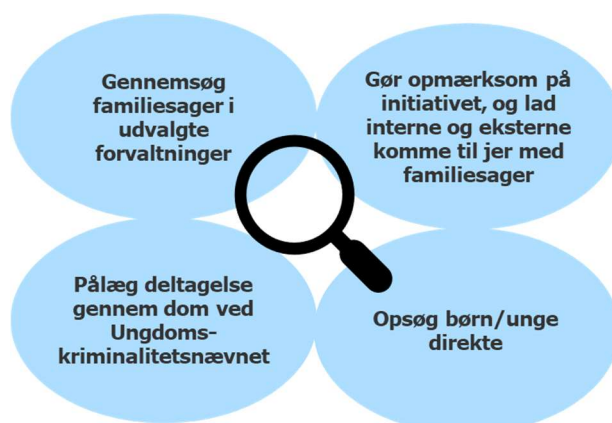 Gennemsøg
familiesager i
udvalgte
forvaltninger
Gør opmærksom på
initiativet, og lad
interne og eksterne
komme til jer med
familiesager
Pålæg deltagelse
gennem dom ved
Ungdoms-
kriminalitetsnævnet
Opsøg børn/unge
direkte